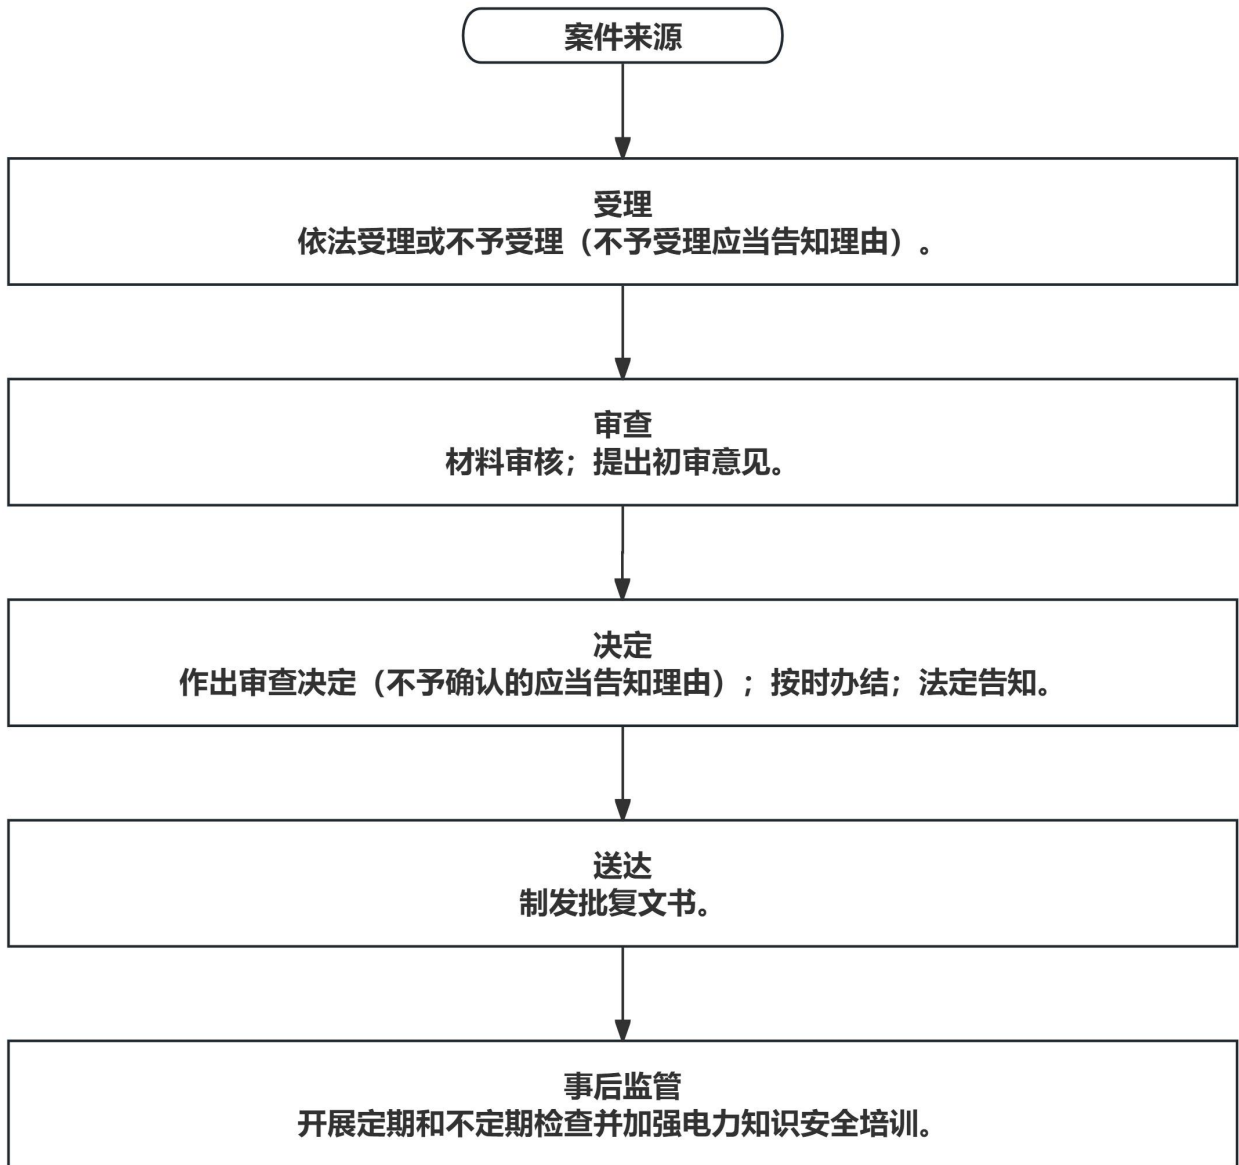 案件来源
受理
依法受理或不予受理（不予受理应当告知理由）。
审查
材料审核；提出初审意见。
决定
作出审查决定（不予确认的应当告知理由）；按时办结；法定告知。
送达
制发批复文书。
事后监管
开展定期和不定期检查并加强电力知识安全培训。